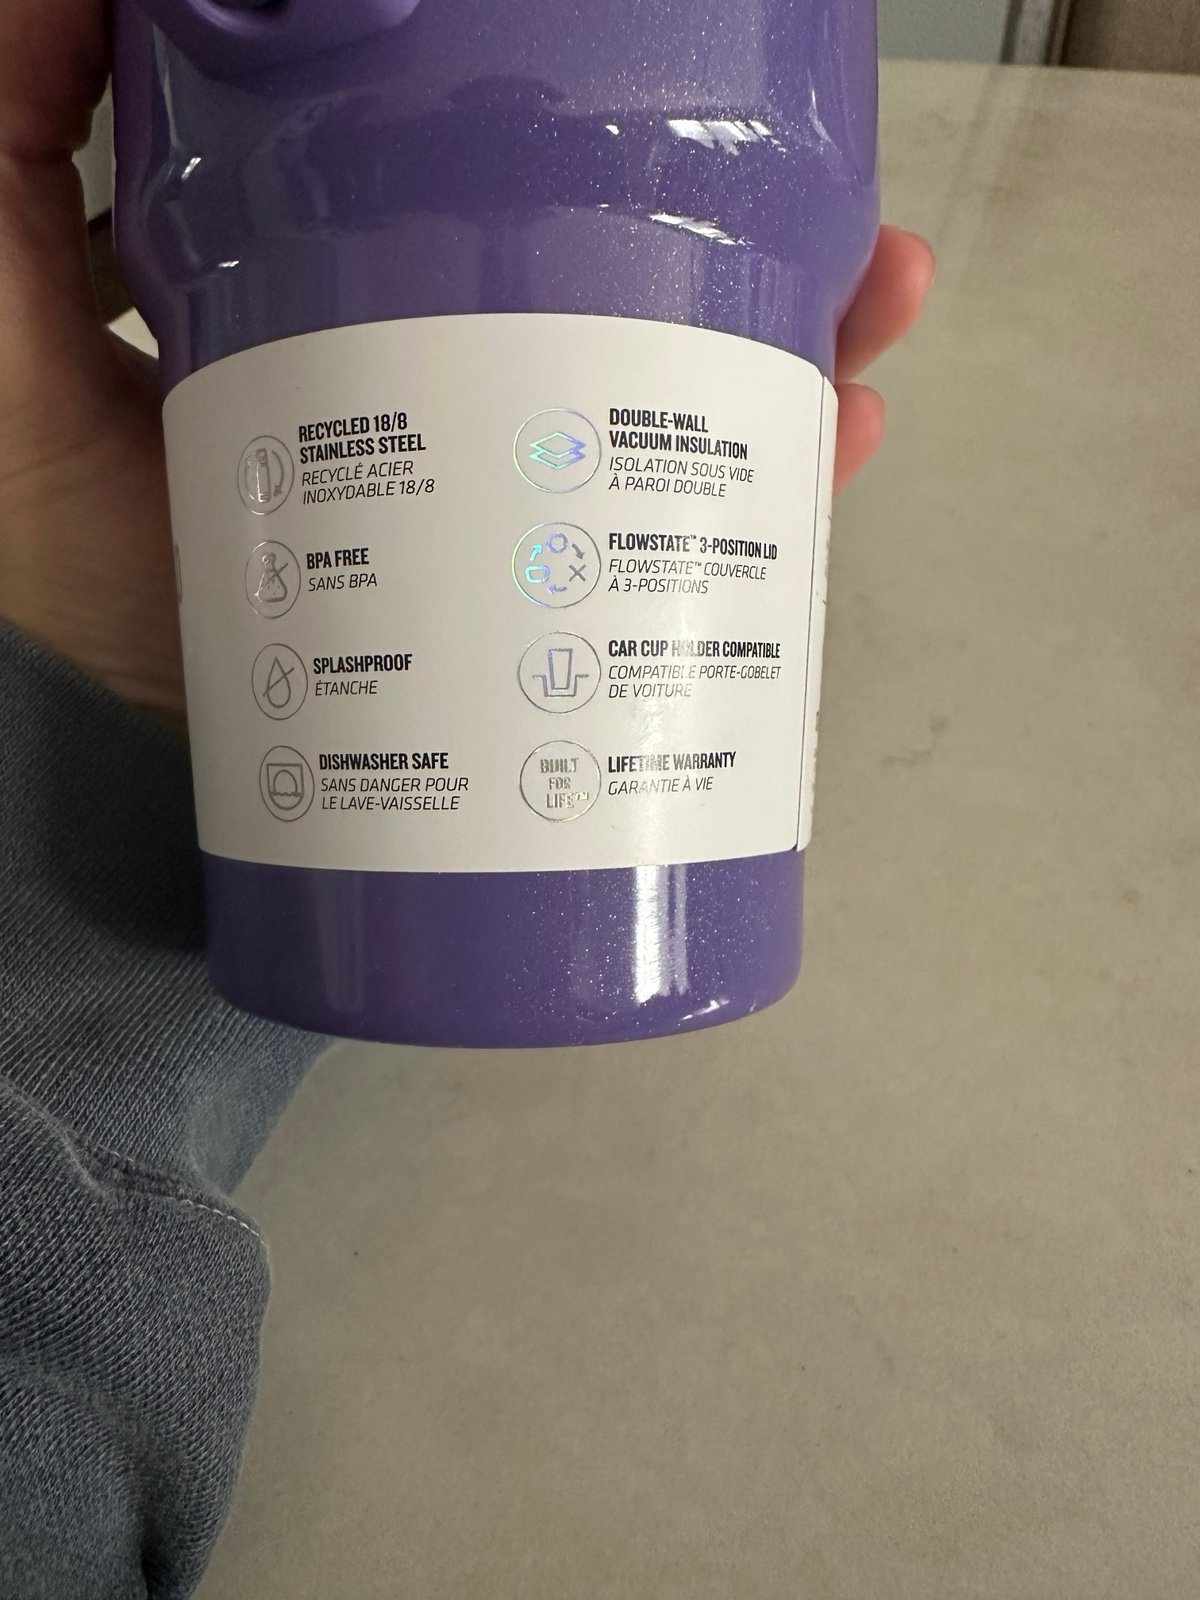 RECYCLED 18/8
STAINLESS STEEL
RECYCLÉ ACIER
INOXYDABLE 18/8
BPA FREE
SANS BPA
SPLASHPROOF
ÉTANCHE
DISHWASHER SAFE
SANS DANGER POUR
LE LAVE-VAISSELLE
DOUBLE-WALL
VACUUM INSULATION
ISOLATION SOUS VIDE
À PAROI DOUBLE
FLOWSTATE™ 3-POSITION LID
FLOWSTATE™ COUVERCLE
À 3-POSITIONS
CAR CUP HOLDER COMPATIBLE
COMPATIBLE PORTE-GOBELET
DE VOITURE
BUILT
FOR
LIFE™
LIFETIME WARRANTY
GARANTIE À VIE